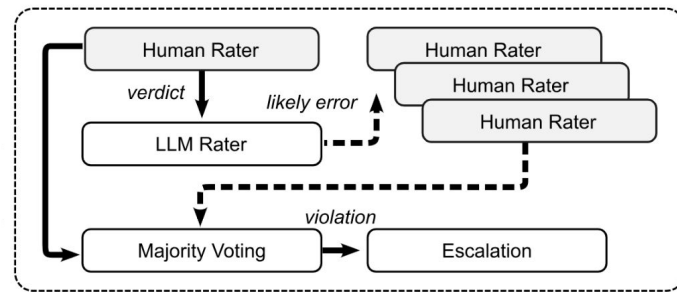 Human Rater
Human Rater
verdict
likely error
Human Rater
Human Rater
LLM Rater
violation
Majority Voting
Escalation